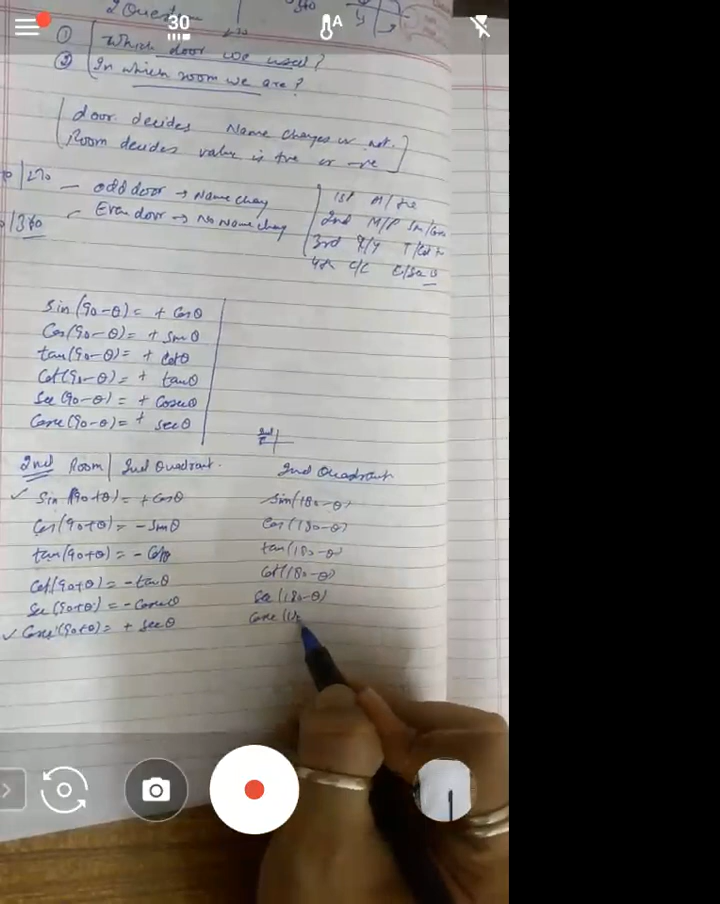 2 Question
30
A
① Which door we used?
② In which room we are?
door decides Name changes or not.
Room decides value is +ve or -ve
/270 — odd door → Name chang
/360 — Even door → No Name chang
1st A/
2nd M/P Sin/Cosec
3rd T/Cot
4th C/C C/Sec θ
sin(90-θ) = + cosθ
Cos(90-θ) = + sinθ
tan(90-θ) = + cotθ
Cot(90-θ) = + tanθ
Sec(90-θ) = + Cosecθ
Cosec(90-θ) = + secθ
2nd Room | 2nd Quadrant.
✓ Sin(90+θ) = + cosθ
Cos(90+θ) = - sinθ
tan(90+θ) = - Cotθ
Cot(90+θ) = - tanθ
Sec(90+θ) = - Cosecθ
✓ Cosec(90+θ) = + secθ
2nd
2nd Quadrant
sin(180-θ)
Cos(180-θ)
tan(180-θ)
Cot(180-θ)
Sec(180-θ)
Cosec(1